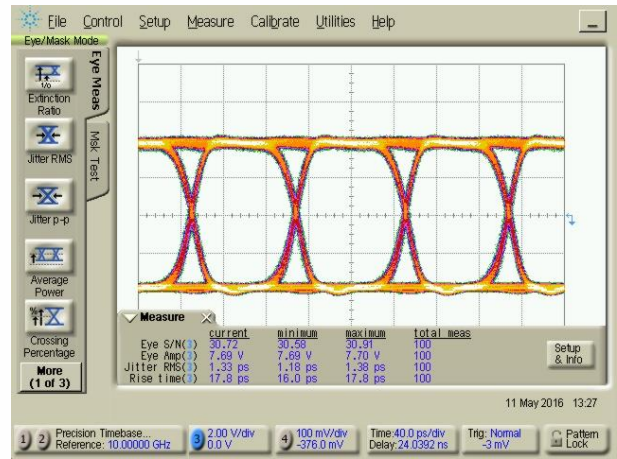 File Control Setup Measure Calibrate Utilities Help
Eye/Mask Mode
Eye Meas
Msk Test
Extinction
Ratio
Jitter RMS
Jitter p-p
Average
Power
Crossing
Percentage
More
(1 of 3)
Measure
current minimum maximum total meas
Eye S/N(3) 30.72 30.58 30.91 100
Eye Amp(3) 7.69 V 7.69 V 7.70 V 100
Jitter RMS(3) 1.33 ps 1.18 ps 1.38 ps 100
Rise time(3) 17.8 ps 16.0 ps 17.8 ps 100
Setup
& Info
11 May 2016 13:27
1 2 Precision Timebase...
Reference: 10.00000 GHz
3 2.00 V/div
0.0 V
4 100 mV/div
-376.0 mV
Time:40.0 ps/div
Delay:24.0392 ns
Trig: Normal
-3 mV
Pattern
Lock